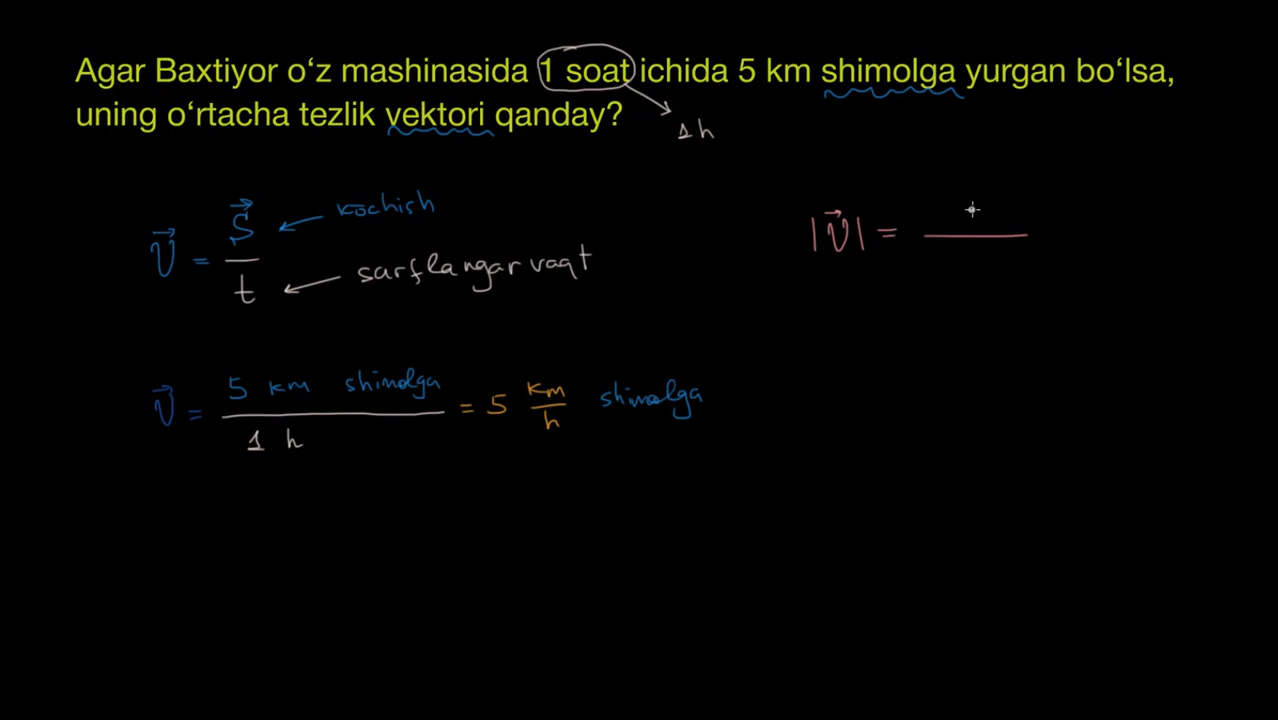 Agar Baxtiyor o‘z mashinasida 1 soat ichida 5 km shimolga yurgan bo‘lsa,
uning o‘rtacha tezlik vektori qanday?
1 h
v⃗ = s⃗ / t
kochish
sarflangar vaqt
|v⃗| =
v⃗ = 5 km shimolga / 1 h = 5 km/h shimolga